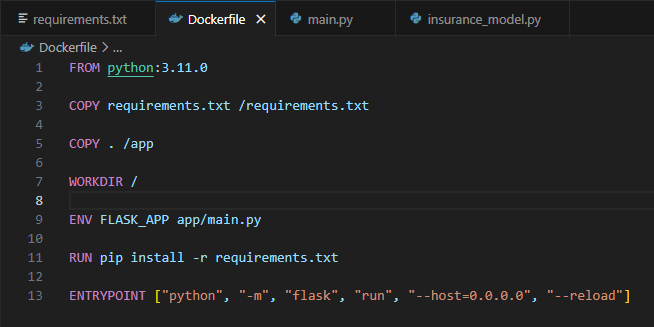 requirements.txt Dockerfile main.py insurance_model.py
Dockerfile > ...
1 FROM python:3.11.0
2
3 COPY requirements.txt /requirements.txt
4
5 COPY . /app
6
7 WORKDIR /
8
9 ENV FLASK_APP app/main.py
10
11 RUN pip install -r requirements.txt
12
13 ENTRYPOINT ["python", "-m", "flask", "run", "--host=0.0.0.0", "--reload"]